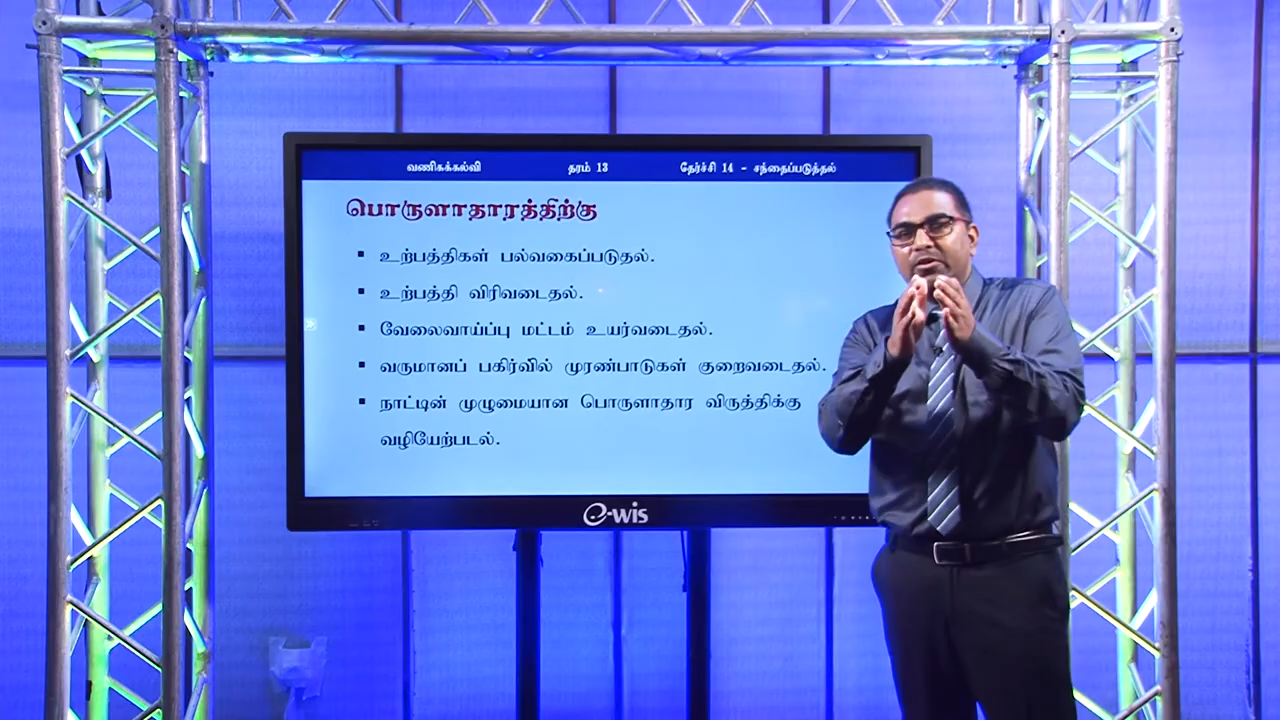 வணிகக்கல்வி தரம் 13 தேர்ச்சி 14 - சந்தைப்படுத்தல்
பொருளாதாரத்திற்கு
▪ உற்பத்திகள் பல்வகைப்படுதல்.
▪ உற்பத்தி விரிவடைதல்.
▪ வேலைவாய்ப்பு மட்டம் உயர்வடைதல்.
▪ வருமானப் பகிர்வில் முரண்பாடுகள் குறைவடைதல்.
▪ நாட்டின் முழுமையான பொருளாதார விருத்திக்கு
வழியேற்படல்.
e-wis